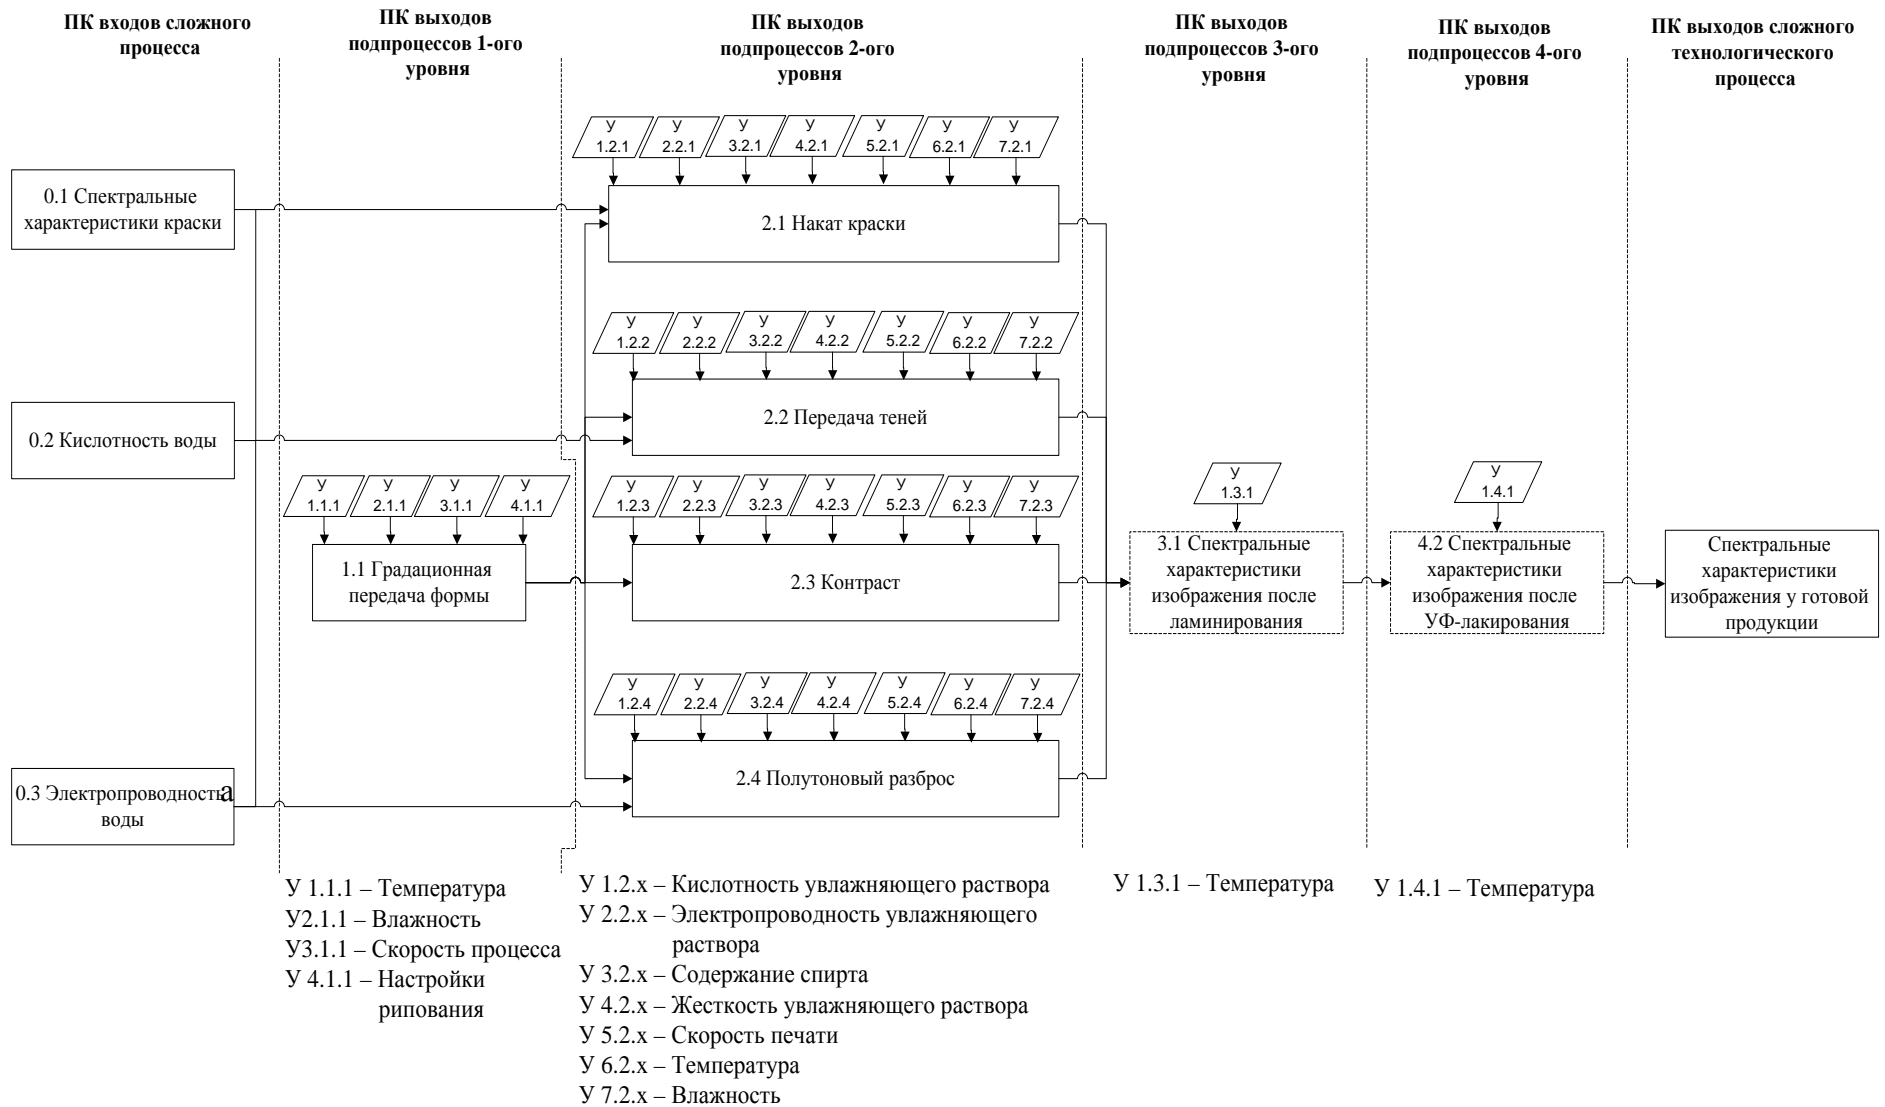 ПК входов сложного
процесса
ПК выходов
подпроцессов 1-ого
уровня
ПК выходов
подпроцессов 2-ого
уровня
ПК выходов
подпроцессов 3-ого
уровня
ПК выходов
подпроцессов 4-ого
уровня
ПК выходов сложного
технологического
процесса
У
1.2.1
У
2.2.1
У
3.2.1
У
4.2.1
У
5.2.1
У
6.2.1
У
7.2.1
0.1 Спектральные
характеристики краски
2.1 Накат краски
У
1.2.2
У
2.2.2
У
3.2.2
У
4.2.2
У
5.2.2
У
6.2.2
У
7.2.2
2.2 Передача теней
0.2 Кислотность воды
У
1.1.1
У
2.1.1
У
3.1.1
У
4.1.1
У
1.2.3
У
2.2.3
У
3.2.3
У
4.2.3
У
5.2.3
У
6.2.3
У
7.2.3
У
1.3.1
У
1.4.1
1.1 Градационная
передача формы
2.3 Контраст
3.1 Спектральные
характеристики
изображения после
ламинирования
4.2 Спектральные
характеристики
изображения после
УФ-лакирования
Спектральные
характеристики
изображения у готовой
продукции
У
1.2.4
У
2.2.4
У
3.2.4
У
4.2.4
У
5.2.4
У
6.2.4
У
7.2.4
2.4 Полутоновый разброс
0.3 Электропроводность а
воды
У 1.1.1 – Температура
У2.1.1 – Влажность
У3.1.1 – Скорость процесса
У 4.1.1 – Настройки
рипования
У 1.2.х – Кислотность увлажняющего раствора
У 2.2.х – Электропроводность увлажняющего
раствора
У 3.2.х – Содержание спирта
У 4.2.х – Жесткость увлажняющего раствора
У 5.2.х – Скорость печати
У 6.2.х – Температура
У 7.2.х – Влажность
У 1.3.1 – Температура
У 1.4.1 – Температура